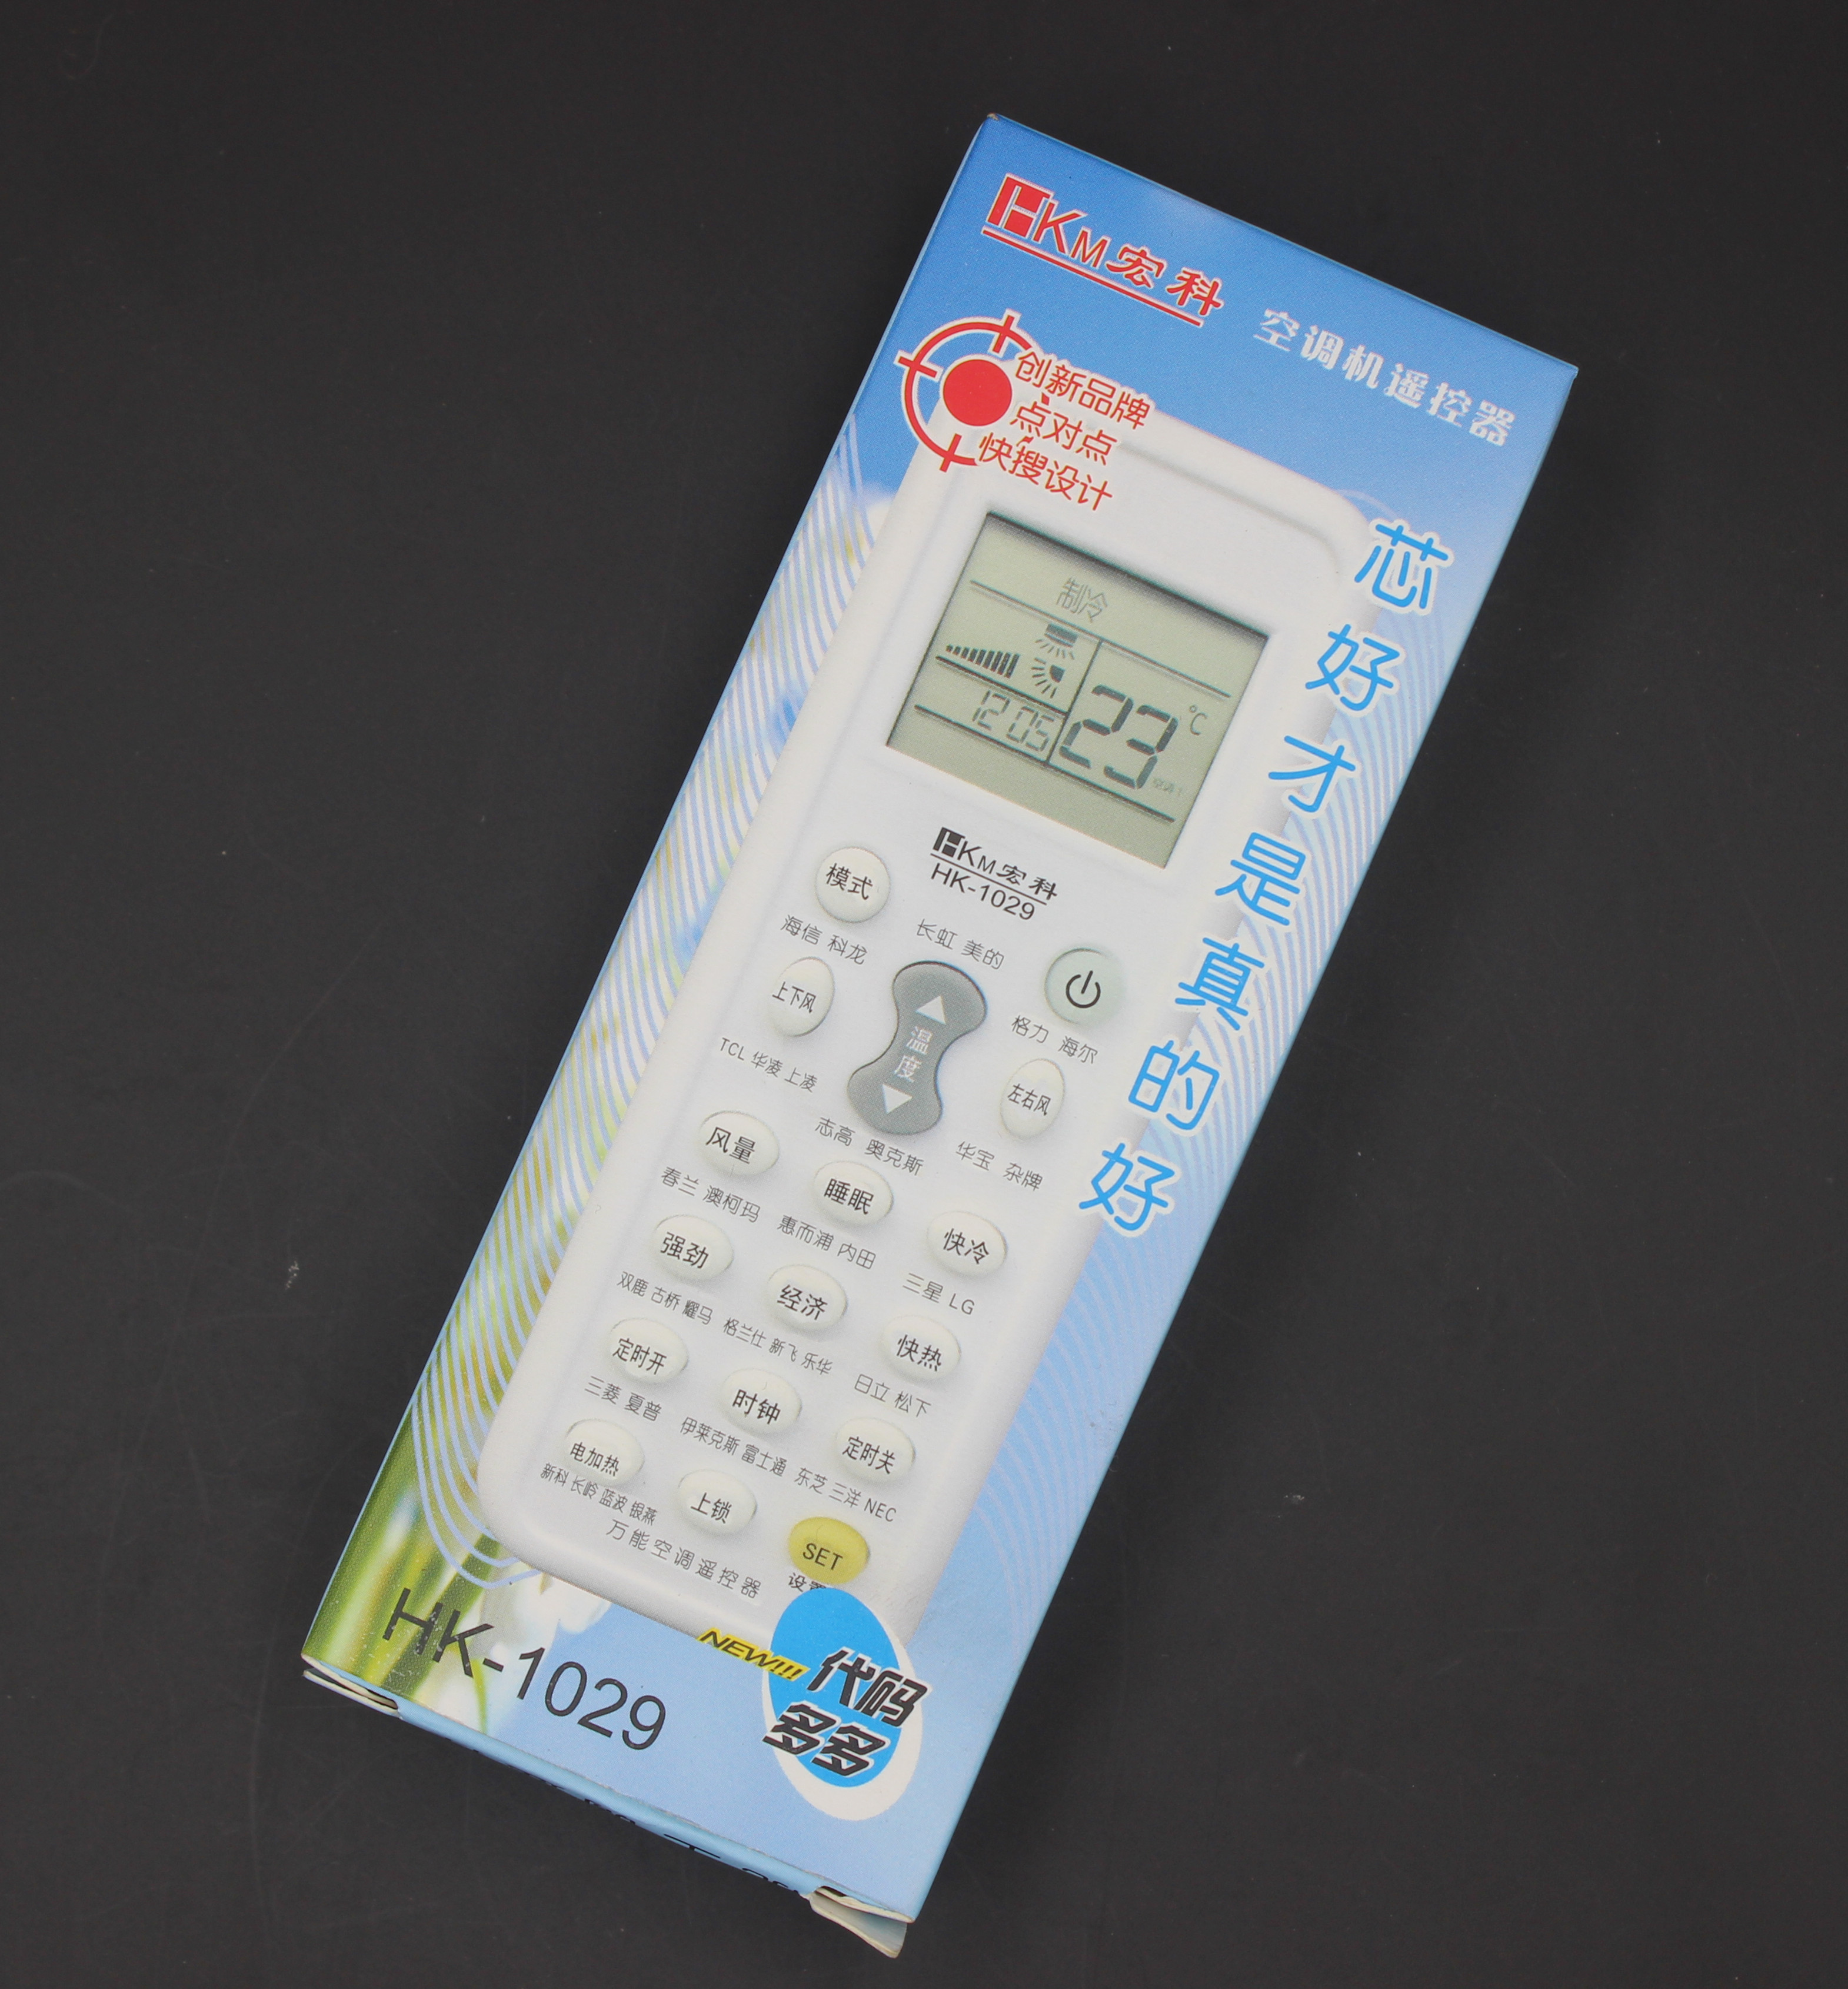 HKM宏科
空调机遥控器
创新品牌
点对点
快搜设计
芯好才是真的好
制冷
12:05
23℃
HKM宏科
HK-1029
模式
海信 科龙
长虹 美的
上下风
温度
格力 海尔
TCL 华凌 上凌
左右风
志高 奥克斯
华宝 杂牌
风量
睡眠
春兰 澳柯玛
惠而浦 内田
快冷
强劲
三星 LG
经济
双鹿 古桥 耀马
格兰仕 新飞 乐华
快热
定时开
日立 松下
时钟
三菱 夏普
伊莱克斯 富士通
定时关
东芝 三洋 NEC
电加热
新科 长岭 蓝波 银燕
上锁
SET
设置
万能空调遥控器
NEW!!!
代码
多多
HK-1029